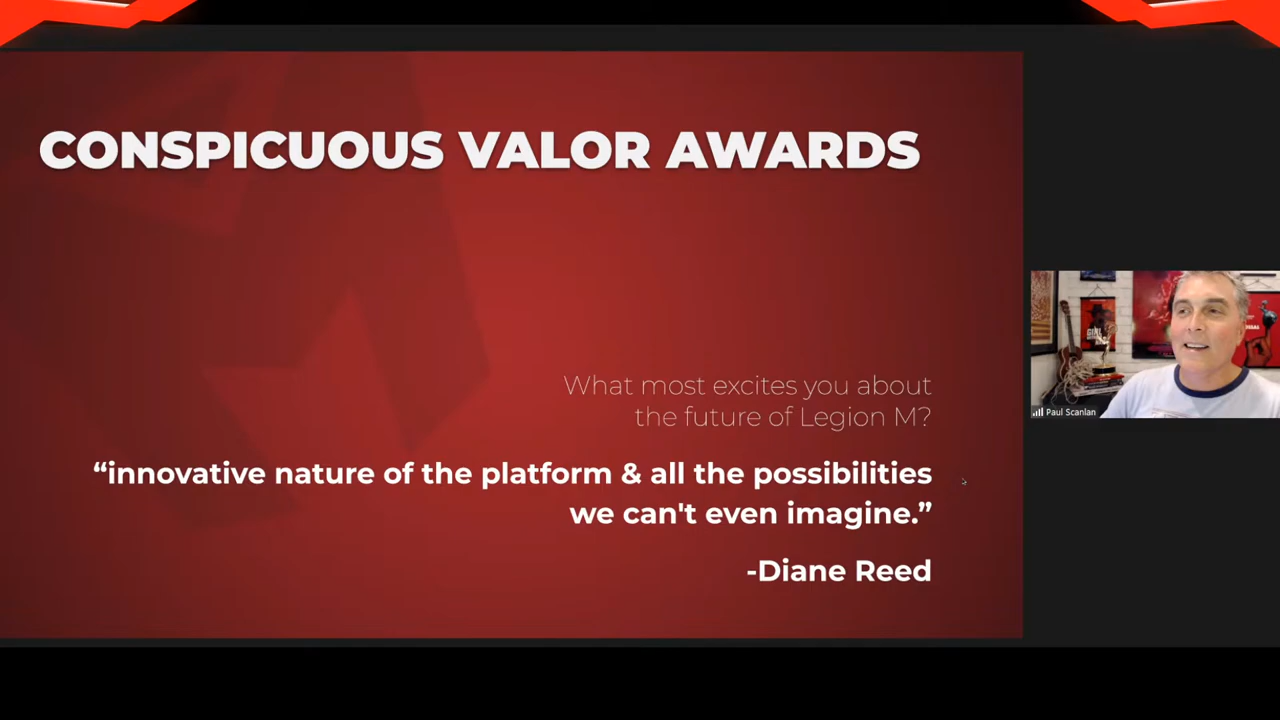 CONSPICUOUS VALOR AWARDS
What most excites you about
the future of Legion M?
“innovative nature of the platform & all the possibilities
we can't even imagine.”
-Diane Reed
Paul Scanlan